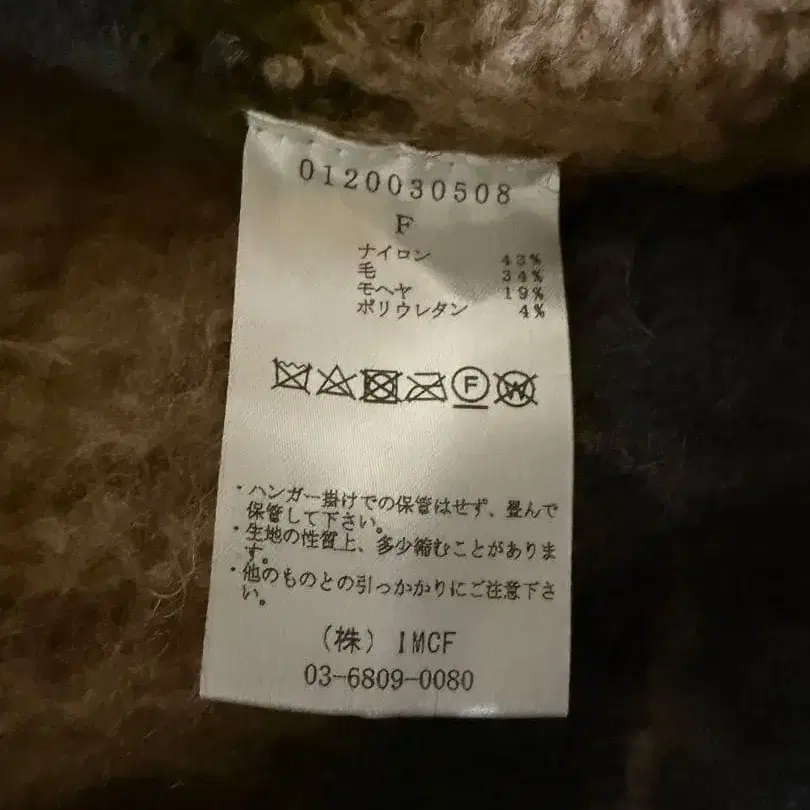 0120030508
F
ナイロン 43%
毛 34%
モヘヤ 19%
ポリウレタン 4%
F W
・ハンガー掛けでの保管はせず、畳んで
保管して下さい。
・生地の性質上、多少縮むことがありま
す。
・他のものとの引っかかりにご注意下さ
い。
(株) IMCF
03-6809-0080